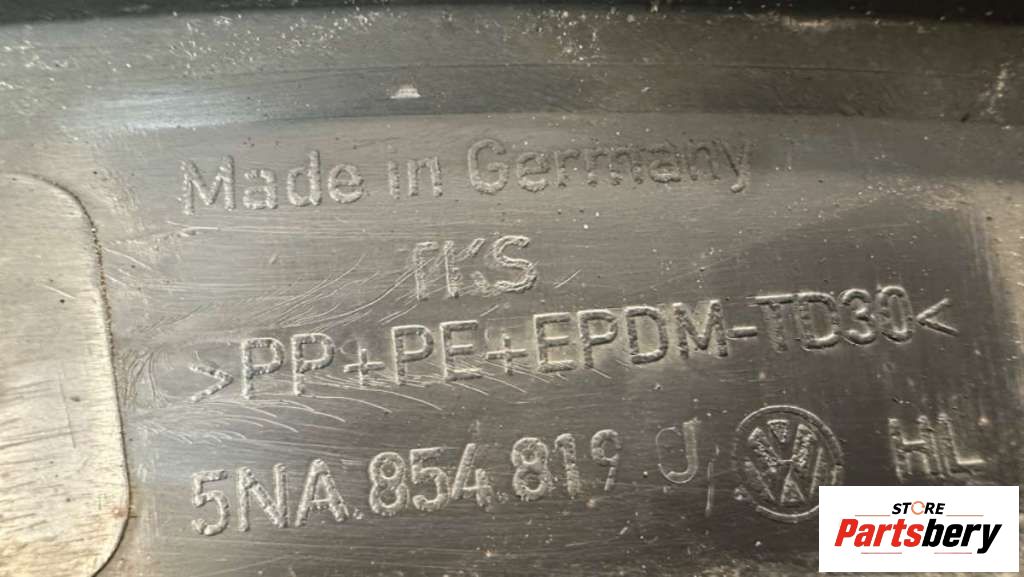 Made in Germany
fKS
>PP+PE+EPDM-TD30<
5NA.854.819 J
HL
STORE
Partsbery